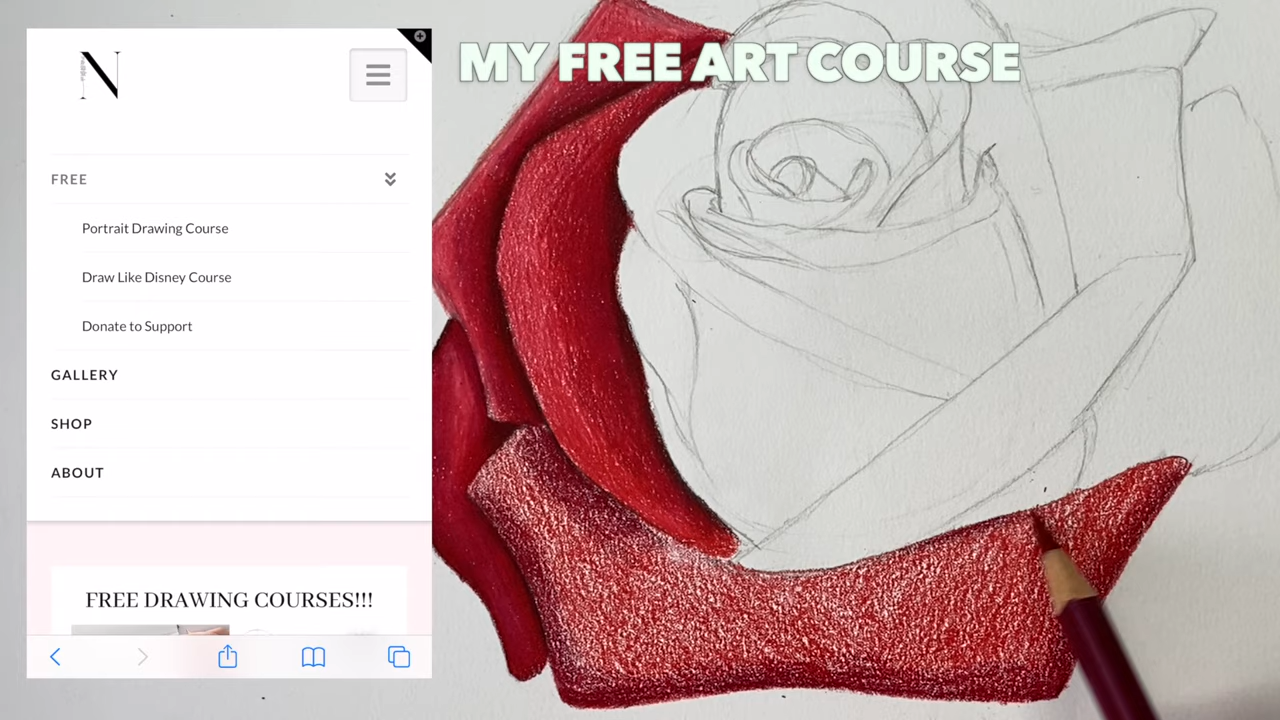 MY FREE ART COURSE
N
FREE
Portrait Drawing Course
Draw Like Disney Course
Donate to Support
GALLERY
SHOP
ABOUT
FREE DRAWING COURSES!!!